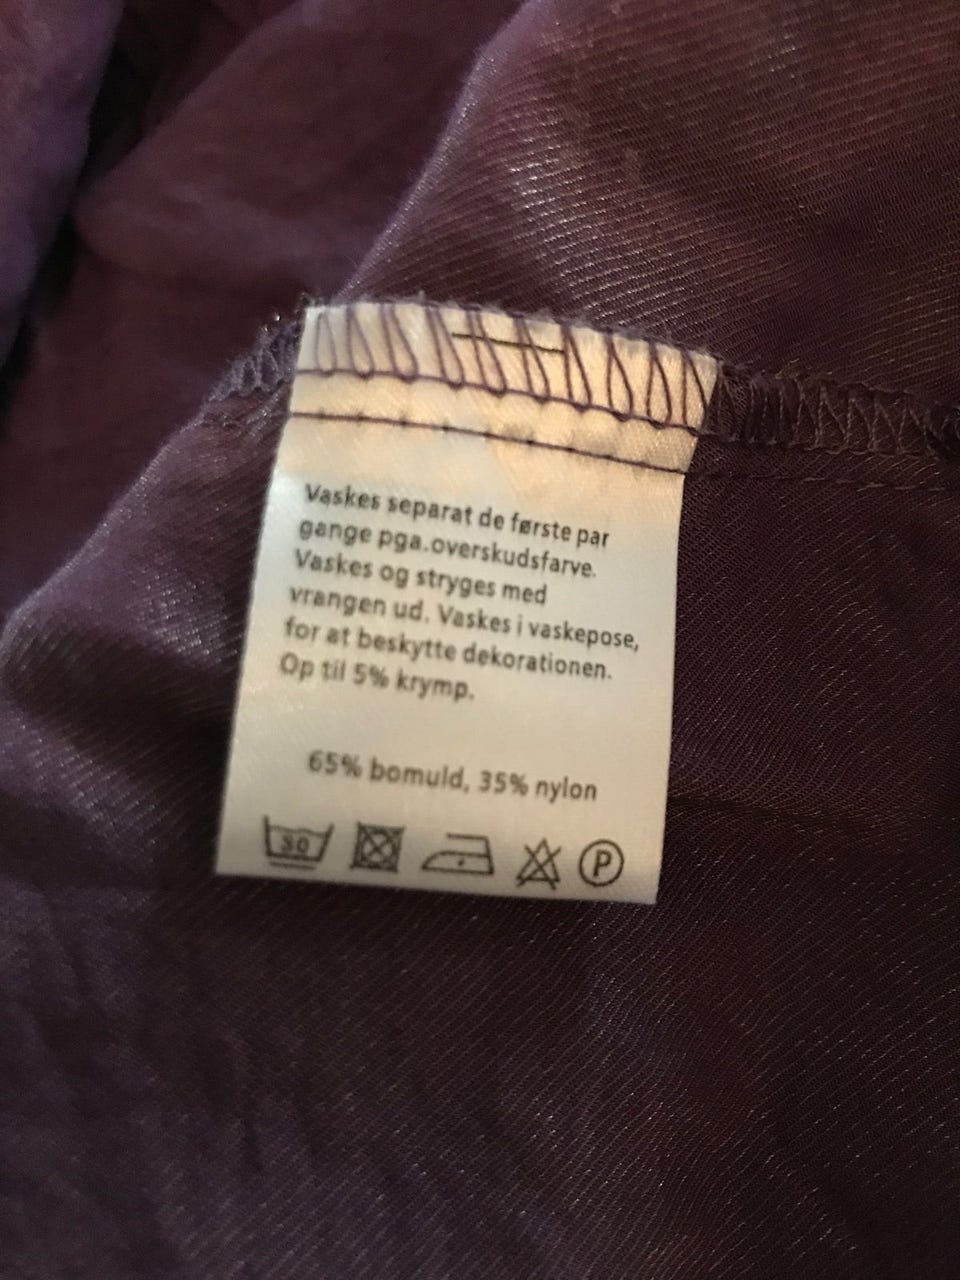 Vaskes separat de første par
gange pga.overskudsfarve.
Vaskes og stryges med
vrangen ud. Vaskes i vaskepose,
for at beskytte dekorationen.
Op til 5% krymp.
65% bomuld, 35% nylon
30 P